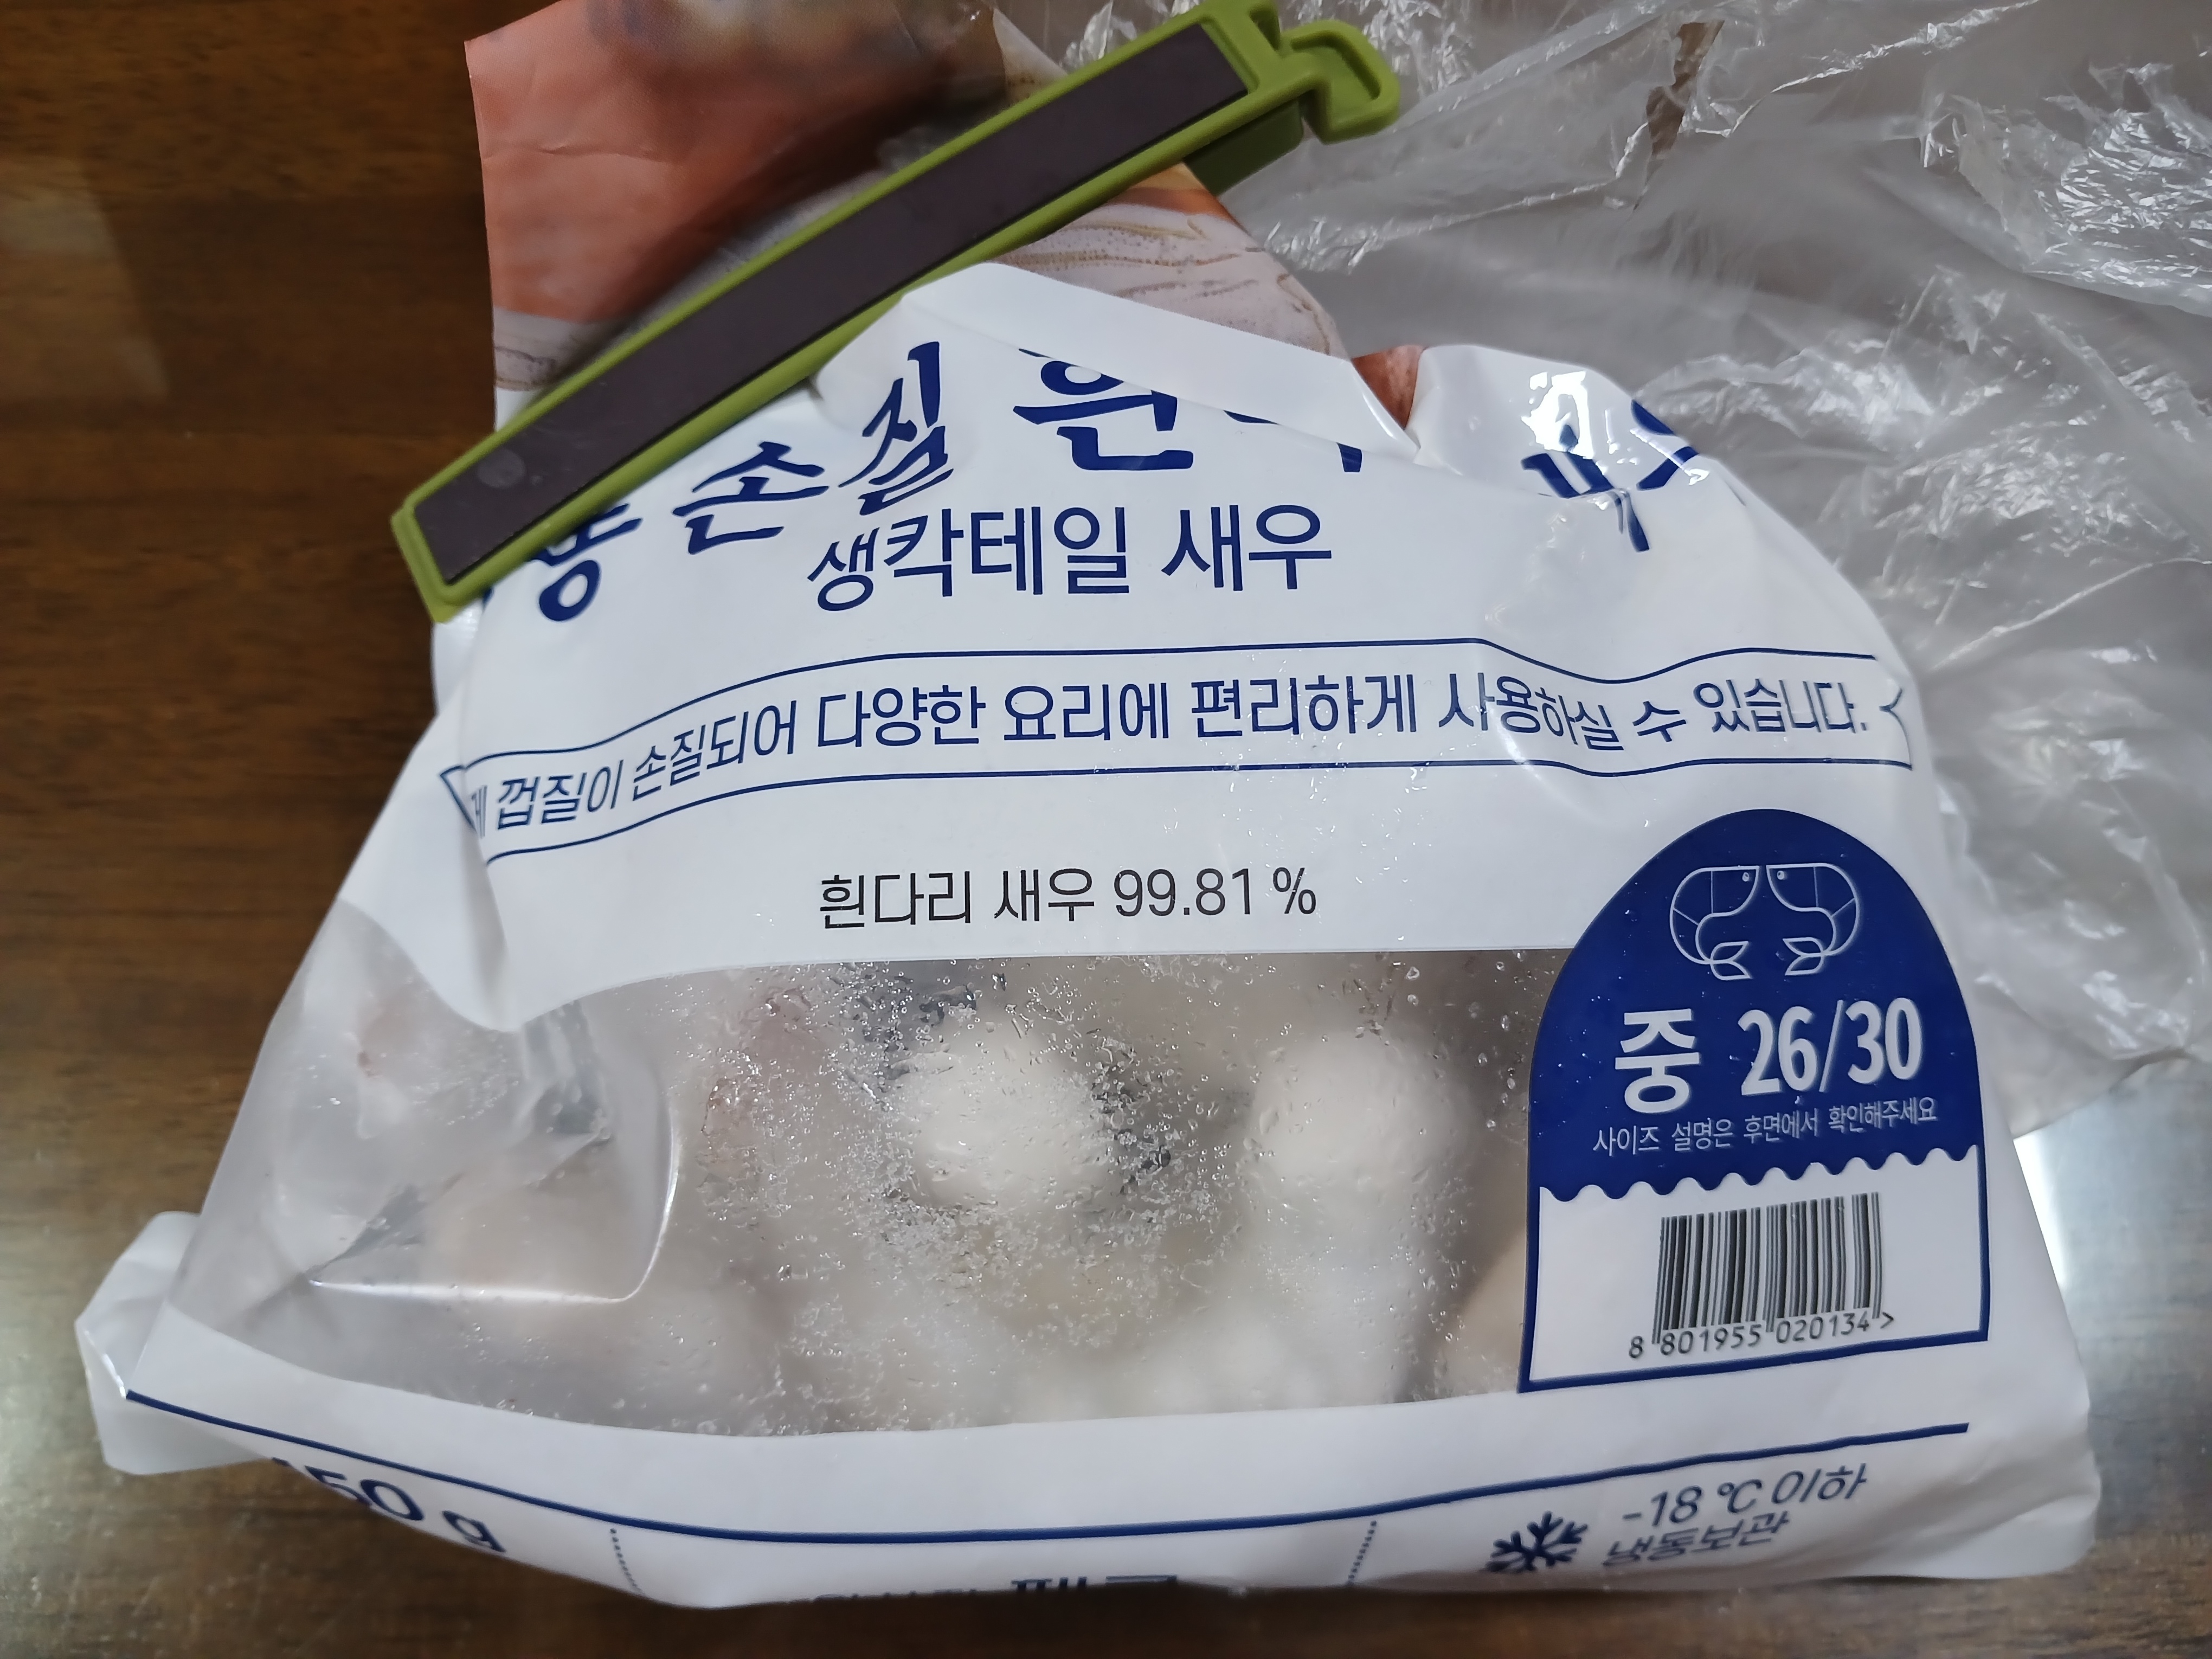 손질
생칵테일 새우
껍질이 손질되어 다양한 요리에 편리하게 사용하실 수 있습니다.
흰다리 새우 99.81 %
중 26/30
사이즈 설명은 후면에서 확인해주세요
8 801955 020134 >
50 g
-18 ℃ 이하
냉동보관